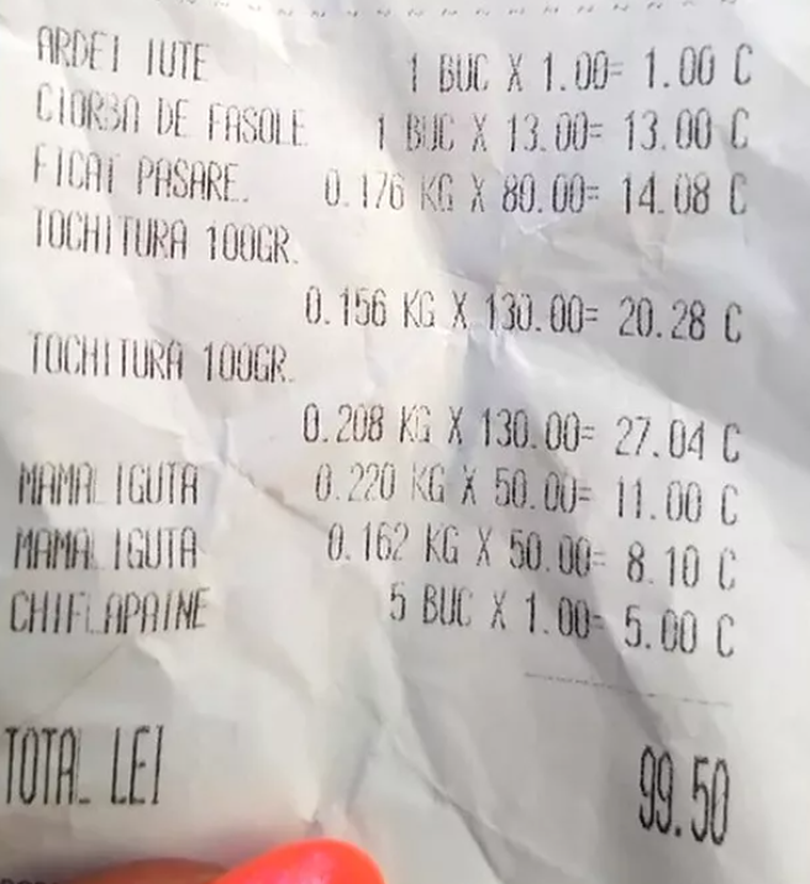 ARDEI IUTE 1 BUC X 1.00= 1.00 C
CIORBA DE FASOLE 1 BUC X 13.00= 13.00 C
FICAT PASARE. 0.176 KG X 80.00= 14.08 C
TOCHITURA 100GR.
0.156 KG X 130.00= 20.28 C
TOCHITURA 100GR.
0.208 KG X 130.00= 27.04 C
MAMALIGUTA 0.220 KG X 50.00= 11.00 C
MAMALIGUTA 0.162 KG X 50.00= 8.10 C
CHIFLAPAINE 5 BUC X 1.00= 5.00 C
TOTAL LEI 99.50